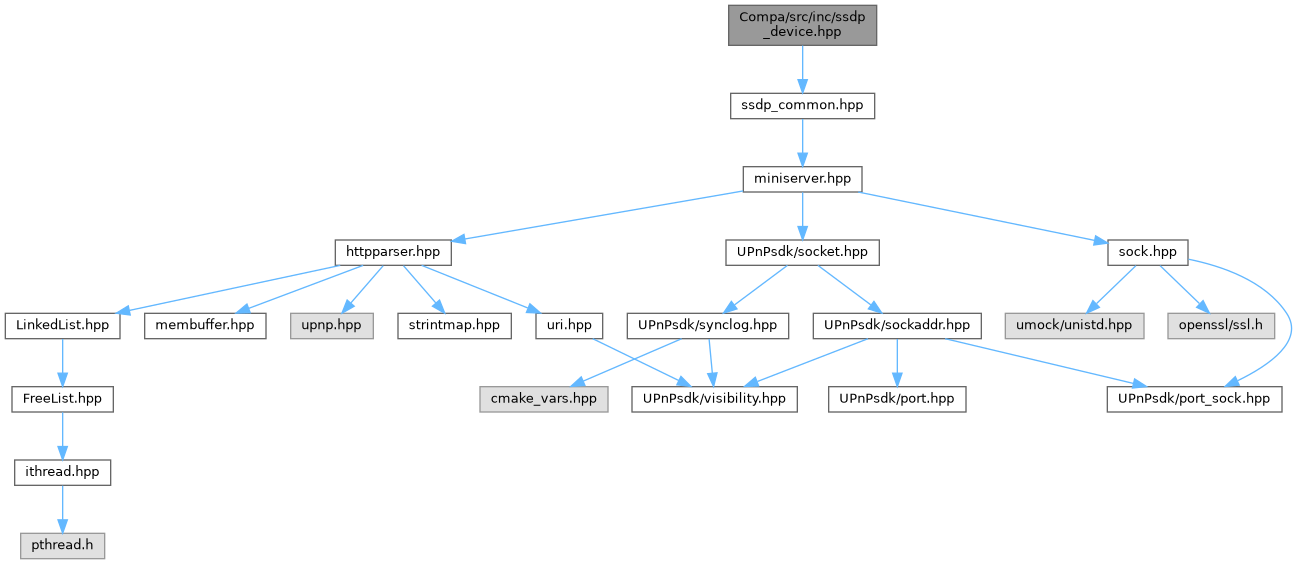 Compa/src/inc/ssdp
_device.hpp
ssdp_common.hpp
miniserver.hpp
httpparser.hpp
UPnPsdk/socket.hpp
sock.hpp
LinkedList.hpp
membuffer.hpp
upnp.hpp
strintmap.hpp
uri.hpp
UPnPsdk/synclog.hpp
UPnPsdk/sockaddr.hpp
umock/unistd.hpp
openssl/ssl.h
FreeList.hpp
cmake_vars.hpp
UPnPsdk/visibility.hpp
UPnPsdk/port.hpp
UPnPsdk/port_sock.hpp
ithread.hpp
pthread.h